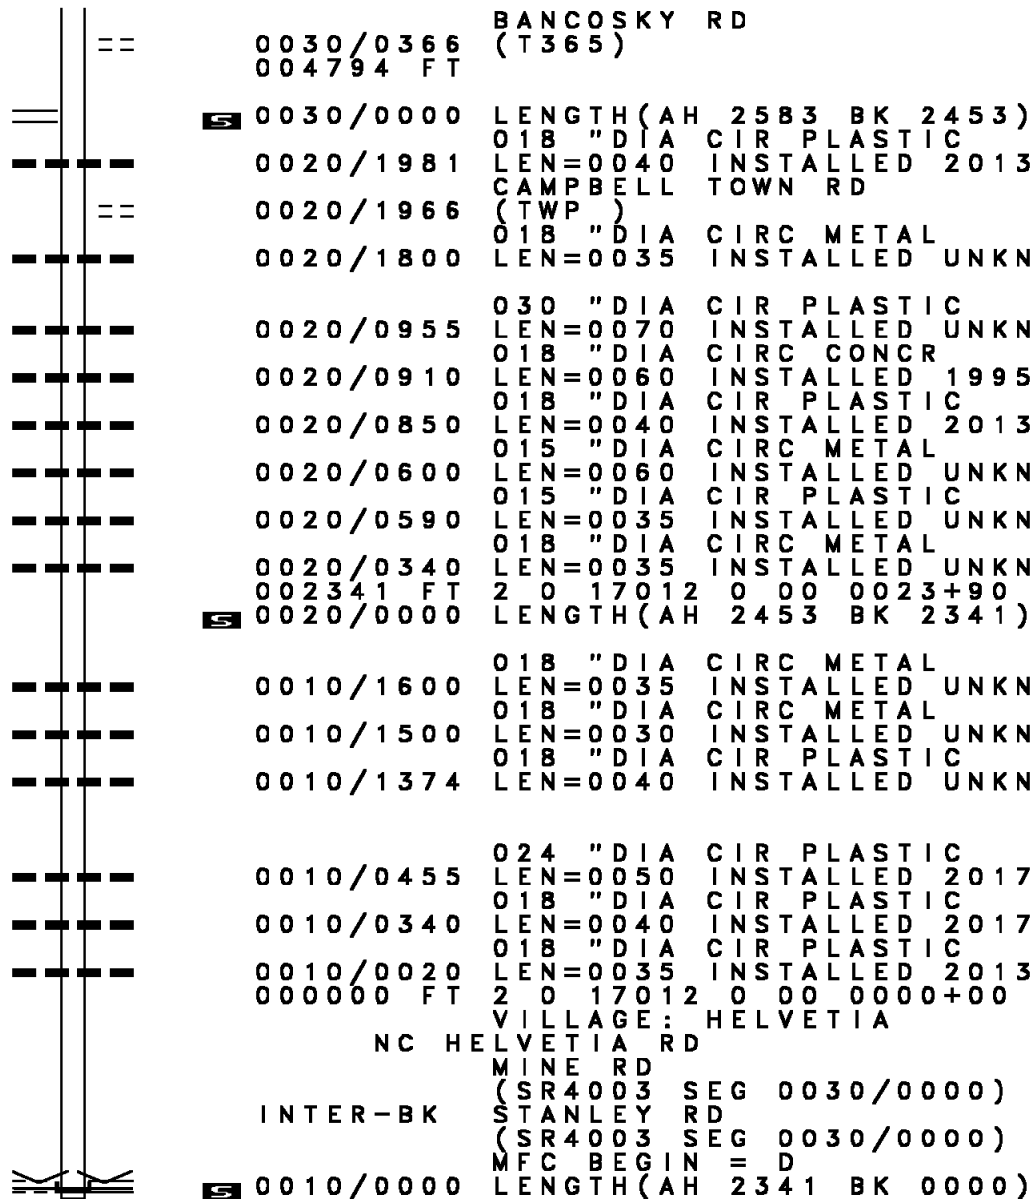 BANCOSKY RD
0030/0366 (T365)
004794 FT
S 0030/0000 LENGTH(AH 2583 BK 2453)
018 "DIA CIR PLASTIC
0020/1981 LEN=0040 INSTALLED 2013
CAMPBELL TOWN RD
0020/1966 (TWP )
018 "DIA CIRC METAL
0020/1800 LEN=0035 INSTALLED UNKN
030 "DIA CIR PLASTIC
0020/0955 LEN=0070 INSTALLED UNKN
018 "DIA CIRC CONCR
0020/0910 LEN=0060 INSTALLED 1995
018 "DIA CIR PLASTIC
0020/0850 LEN=0040 INSTALLED 2013
015 "DIA CIRC METAL
0020/0600 LEN=0060 INSTALLED UNKN
015 "DIA CIR PLASTIC
0020/0590 LEN=0035 INSTALLED UNKN
018 "DIA CIRC METAL
0020/0340 LEN=0035 INSTALLED UNKN
002341 FT 2 0 17012 0 00 0023+90
S 0020/0000 LENGTH(AH 2453 BK 2341)
018 "DIA CIRC METAL
0010/1600 LEN=0035 INSTALLED UNKN
018 "DIA CIRC METAL
0010/1500 LEN=0030 INSTALLED UNKN
018 "DIA CIR PLASTIC
0010/1374 LEN=0040 INSTALLED UNKN
024 "DIA CIR PLASTIC
0010/0455 LEN=0050 INSTALLED 2017
018 "DIA CIR PLASTIC
0010/0340 LEN=0040 INSTALLED 2017
018 "DIA CIR PLASTIC
0010/0020 LEN=0035 INSTALLED 2013
000000 FT 2 0 17012 0 00 0000+00
VILLAGE: HELVETIA
NC HELVETIA RD
MINE RD
(SR4003 SEG 0030/0000)
INTER-BK STANLEY RD
(SR4003 SEG 0030/0000)
MFC BEGIN = D
S 0010/0000 LENGTH(AH 2341 BK 0000)